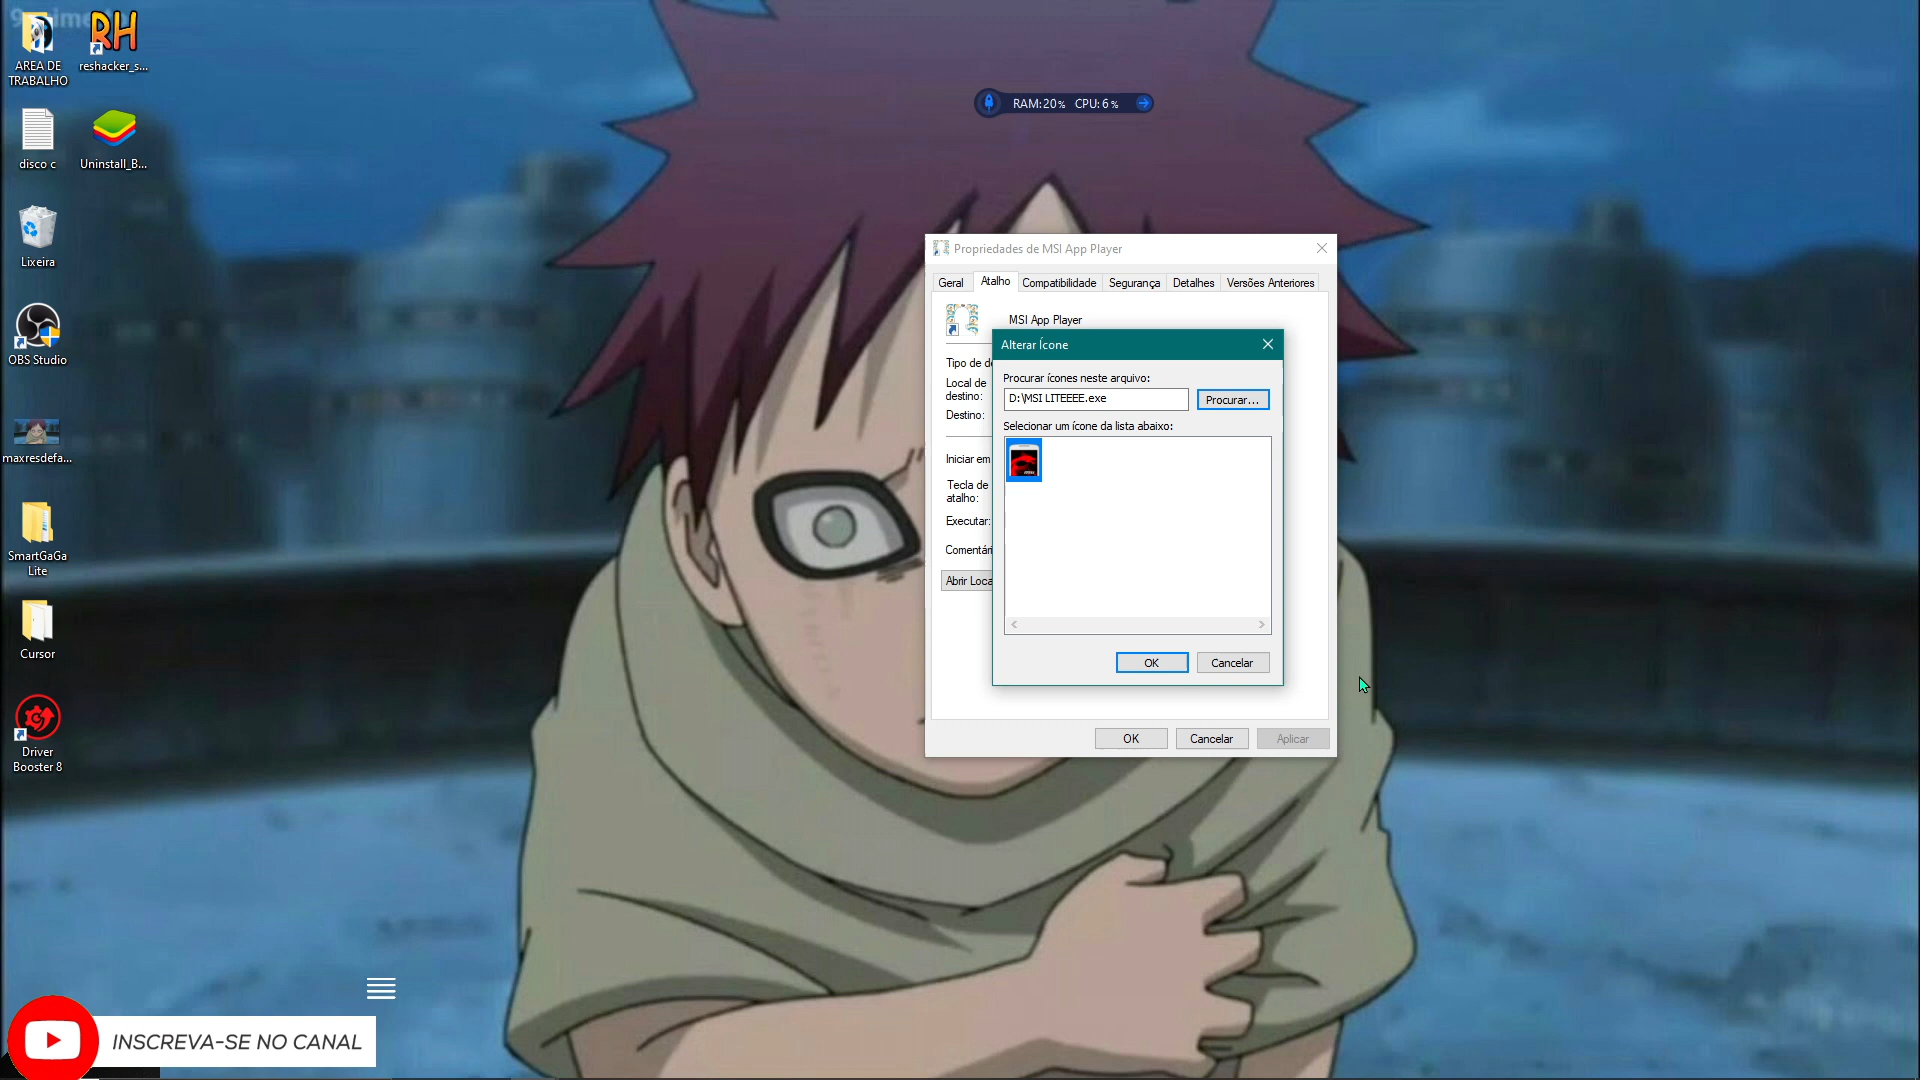 AREA DE
TRABALHO
RH
reshacker_s...
disco c
Uninstall_B...
Lixeira
OBS Studio
maxresdefa...
SmartGaGa
Lite
Cursor
Driver
Booster 8
RAM:20% CPU:6%
Propriedades de MSI App Player
Geral
Atalho
Compatibilidade
Segurança
Detalhes
Versões Anteriores
MSI App Player
Tipo de d
Local de
destino:
Destino:
Iniciar em
Tecla de
atalho:
Executar:
Comentári
Abrir Loca
Alterar Ícone
Procurar ícones neste arquivo:
D:\MSI LITEEEE.exe
Procurar...
Selecionar um ícone da lista abaixo:
OK
Cancelar
OK
Cancelar
Aplicar
INSCREVA-SE NO CANAL